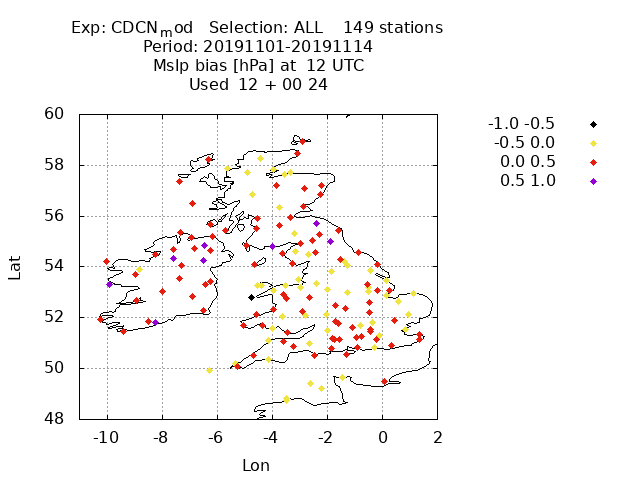 Exp: CDCN_mod Selection: ALL 149 stations
Period: 20191101-20191114
Mslp bias [hPa] at 12 UTC
Used 12 + 00 24
-1.0 -0.5
-0.5 0.0
0.0 0.5
0.5 1.0
Lat
60
58
56
54
52
50
48
-10 -8 -6 -4 -2 0 2
Lon